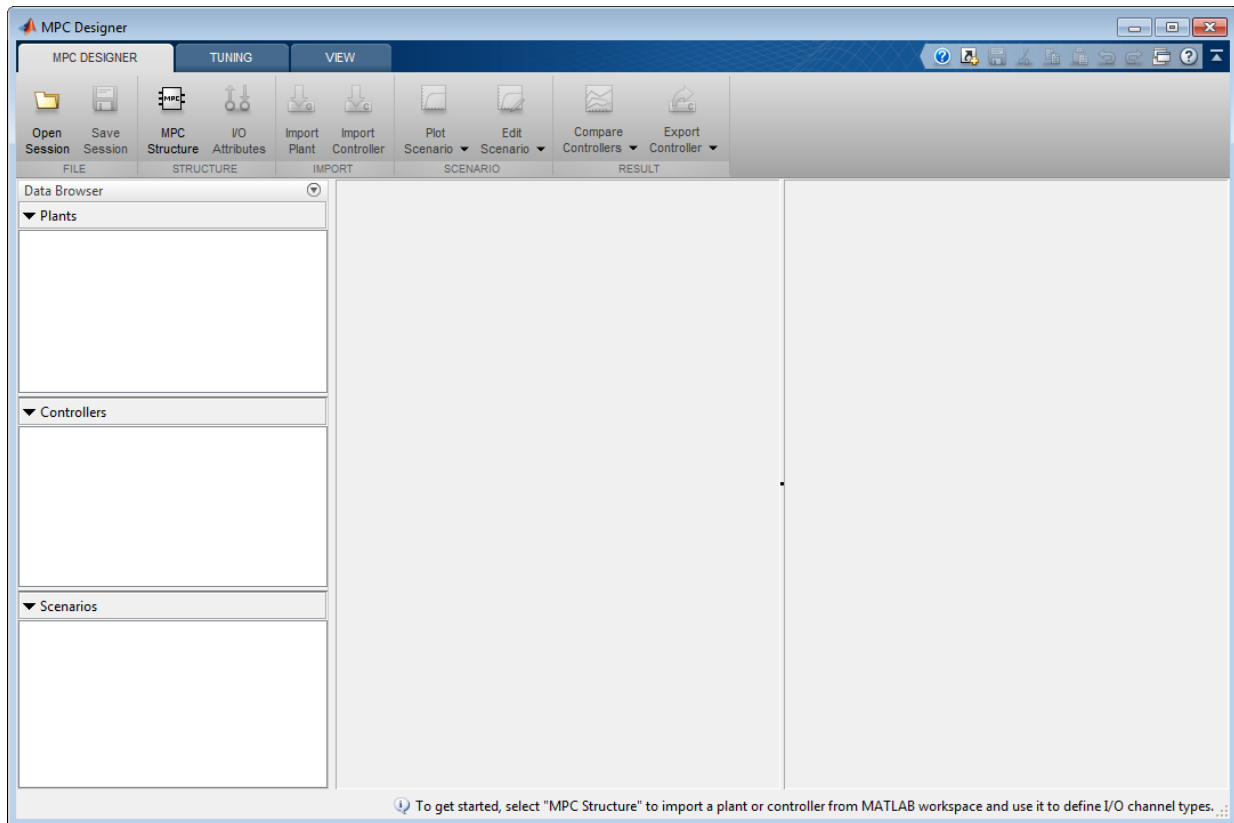 MPC Designer
MPC DESIGNER TUNING VIEW
MPC
G C C
Open Save MPC I/O Import Import Plot Edit Compare Export
Session Session Structure Attributes Plant Controller Scenario Scenario Controllers Controller
FILE STRUCTURE IMPORT SCENARIO RESULT
Data Browser
Plants
Controllers
Scenarios
To get started, select "MPC Structure" to import a plant or controller from MATLAB workspace and use it to define I/O channel types.